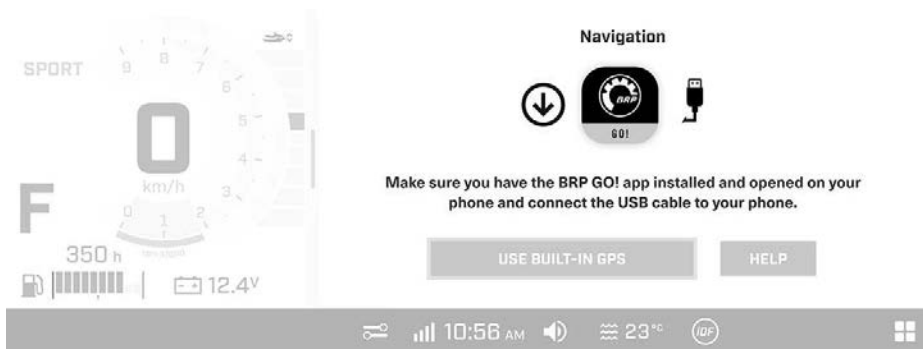 Navigation
SPORT
9
8
7
6
5
4
3
2
1
0
0
km/h
F
BRP
GO!
Make sure you have the BRP GO! app installed and opened on your
phone and connect the USB cable to your phone.
USE BUILT-IN GPS
HELP
350 h
12.4V
10:56 AM
23°C
iDF